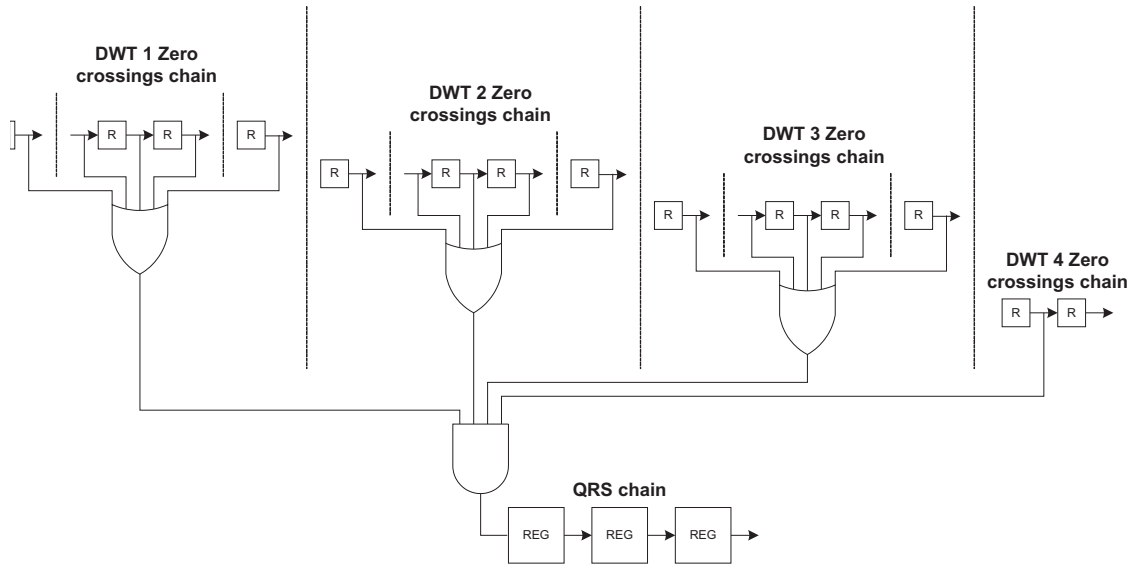 DWT 1 Zero
crossings chain
R
R
R
DWT 2 Zero
crossings chain
R
R
R
R
DWT 3 Zero
crossings chain
R
R
R
R
DWT 4 Zero
crossings chain
R
R
QRS chain
REG
REG
REG